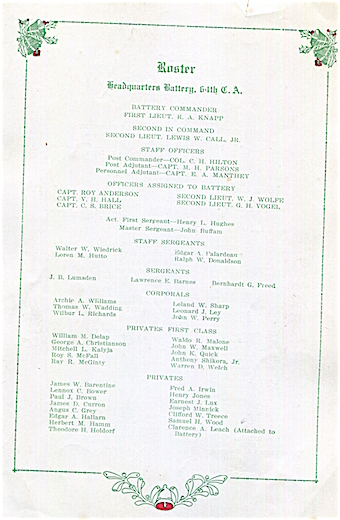 Roster
Headquarters Battery, 64th C. A.
BATTERY COMMANDER
FIRST LIEUT. R. A. KNAPP
SECOND IN COMMAND
SECOND LIEUT. LEWIS W. CALL, JR.
STAFF OFFICERS
Post Commander—COL. C. H. HILTON
Post Adjutant—CAPT. M. H. PARSONS
Personnel Adjutant—CAPT. E. A. MANTHEY
OFFICERS ASSIGNED TO BATTERY
CAPT. ROY ANDERSON
CAPT. V. H. HALL
CAPT. C. S. BRICE
SECOND LIEUT. W. J. WOLFE
SECOND LIEUT. G. H. VOGEL
Act. First Sergeant—Henry L. Hughes
Master Sergeant—John Buffam
STAFF SERGEANTS
Walter W. Wiedrick
Loren M. Hutto
Edgar A. Palardeau
Ralph W. Donaldson
SERGEANTS
J. B. Lumsden
Lawrence E. Barnes
Bernhardt G. Freed
CORPORALS
Archie A. Williams
Thomas W. Wadding
Wilbur L. Richards
Leland W. Sharp
Leonard J. Ley
John W. Perry
PRIVATES FIRST CLASS
William M. Delap
George A. Christianson
Mitchell L. Kalyja
Roy S. McFall
Ray R. McGinty
Waldo R. Malone
John W. Maxwell
John K. Quick
Anthony Shikora, Jr.
Warren D. Welch
PRIVATES
James W. Barentine
Lennox C. Bower
Paul J. Brown
James D. Curron
Angus C. Grey
Edgar A. Hallarn
Herbert M. Hamm
Theodore H. Holdorf
Fred A. Irwin
Henry Jones
Earnest J. Lux
Joseph Minnick
Clifford W. Treece
Samuel H. Wood
Clarence A. Leach (Attached to
Battery)